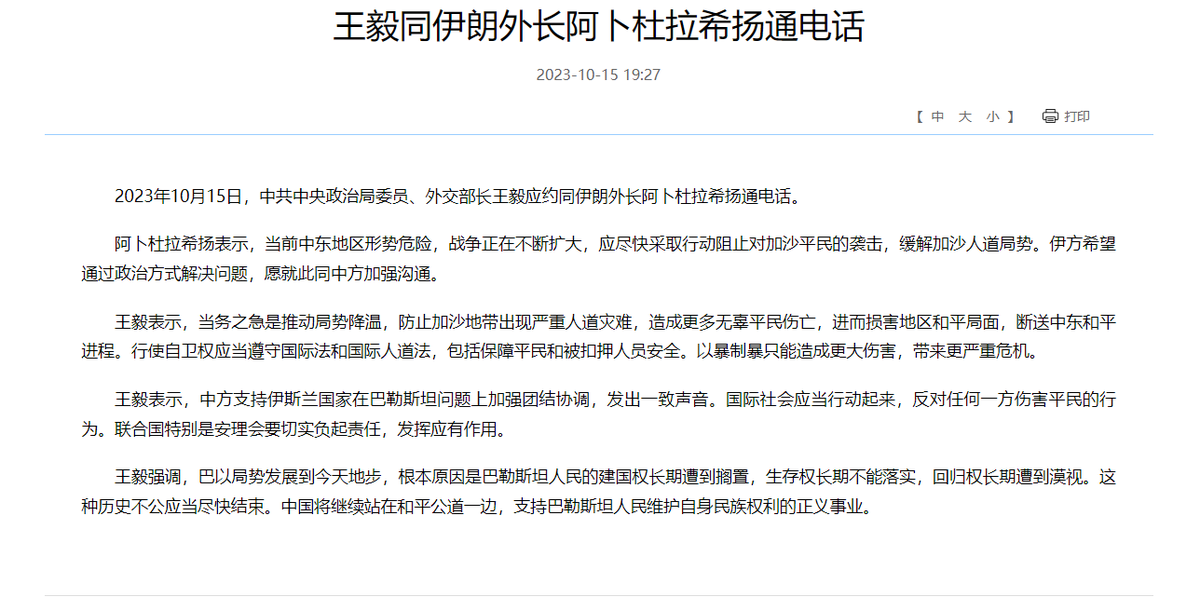 王毅同伊朗外长阿卜杜拉希扬通电话
2023-10-15 19:27
【 中 大 小 】 打印
2023年10月15日，中共中央政治局委员、外交部长王毅应约同伊朗外长阿卜杜拉希扬通电话。
阿卜杜拉希扬表示，当前中东地区形势危险，战争正在不断扩大，应尽快采取行动阻止对加沙平民的袭击，缓解加沙人道局势。伊方希望
通过政治方式解决问题，愿就此同中方加强沟通。
王毅表示，当务之急是推动局势降温，防止加沙地带出现严重人道灾难，造成更多无辜平民伤亡，进而损害地区和平局面，断送中东和平
进程。行使自卫权应当遵守国际法和国际人道法，包括保障平民和被扣押人员安全。以暴制暴只能造成更大伤害，带来更严重危机。
王毅表示，中方支持伊斯兰国家在巴勒斯坦问题上加强团结协调，发出一致声音。国际社会应当行动起来，反对任何一方伤害平民的行
为。联合国特别是安理会要切实负起责任，发挥应有作用。
王毅强调，巴以局势发展到今天地步，根本原因是巴勒斯坦人民的建国权长期遭到搁置，生存权长期不能落实，回归权长期遭到漠视。这
种历史不公应当尽快结束。中国将继续站在和平公道一边，支持巴勒斯坦人民维护自身民族权利的正义事业。